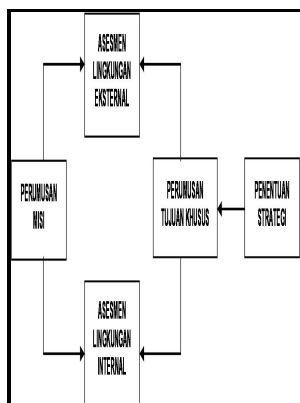 ASESMEN
LINGKUNGAN
EKSTERNAL
PERUMUSAN
MISI
PERUMUSAN
TUJUAN KHUSUS
PENENTUAN
STRATEGI
ASESMEN
LINGKUNGAN
INTERNAL